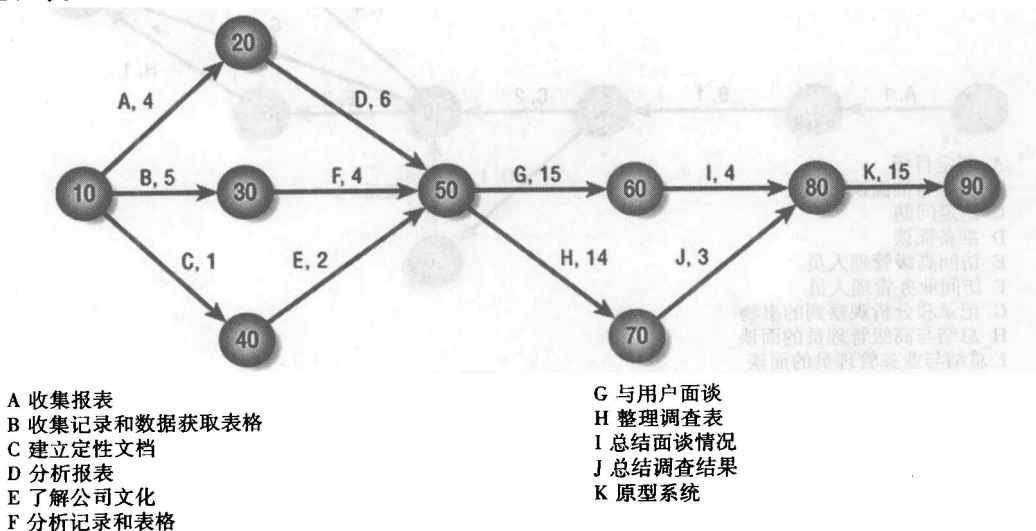 20
A, 4
D, 6
10
B, 5
30
F, 4
50
G, 15
60
I, 4
80
K, 15
90
C, 1
E, 2
H, 14
J, 3
40
70
A 收集报表
B 收集记录和数据获取表格
C 建立定性文档
D 分析报表
E 了解公司文化
F 分析记录和表格
G 与用户面谈
H 整理调查表
I 总结面谈情况
J 总结调查结果
K 原型系统